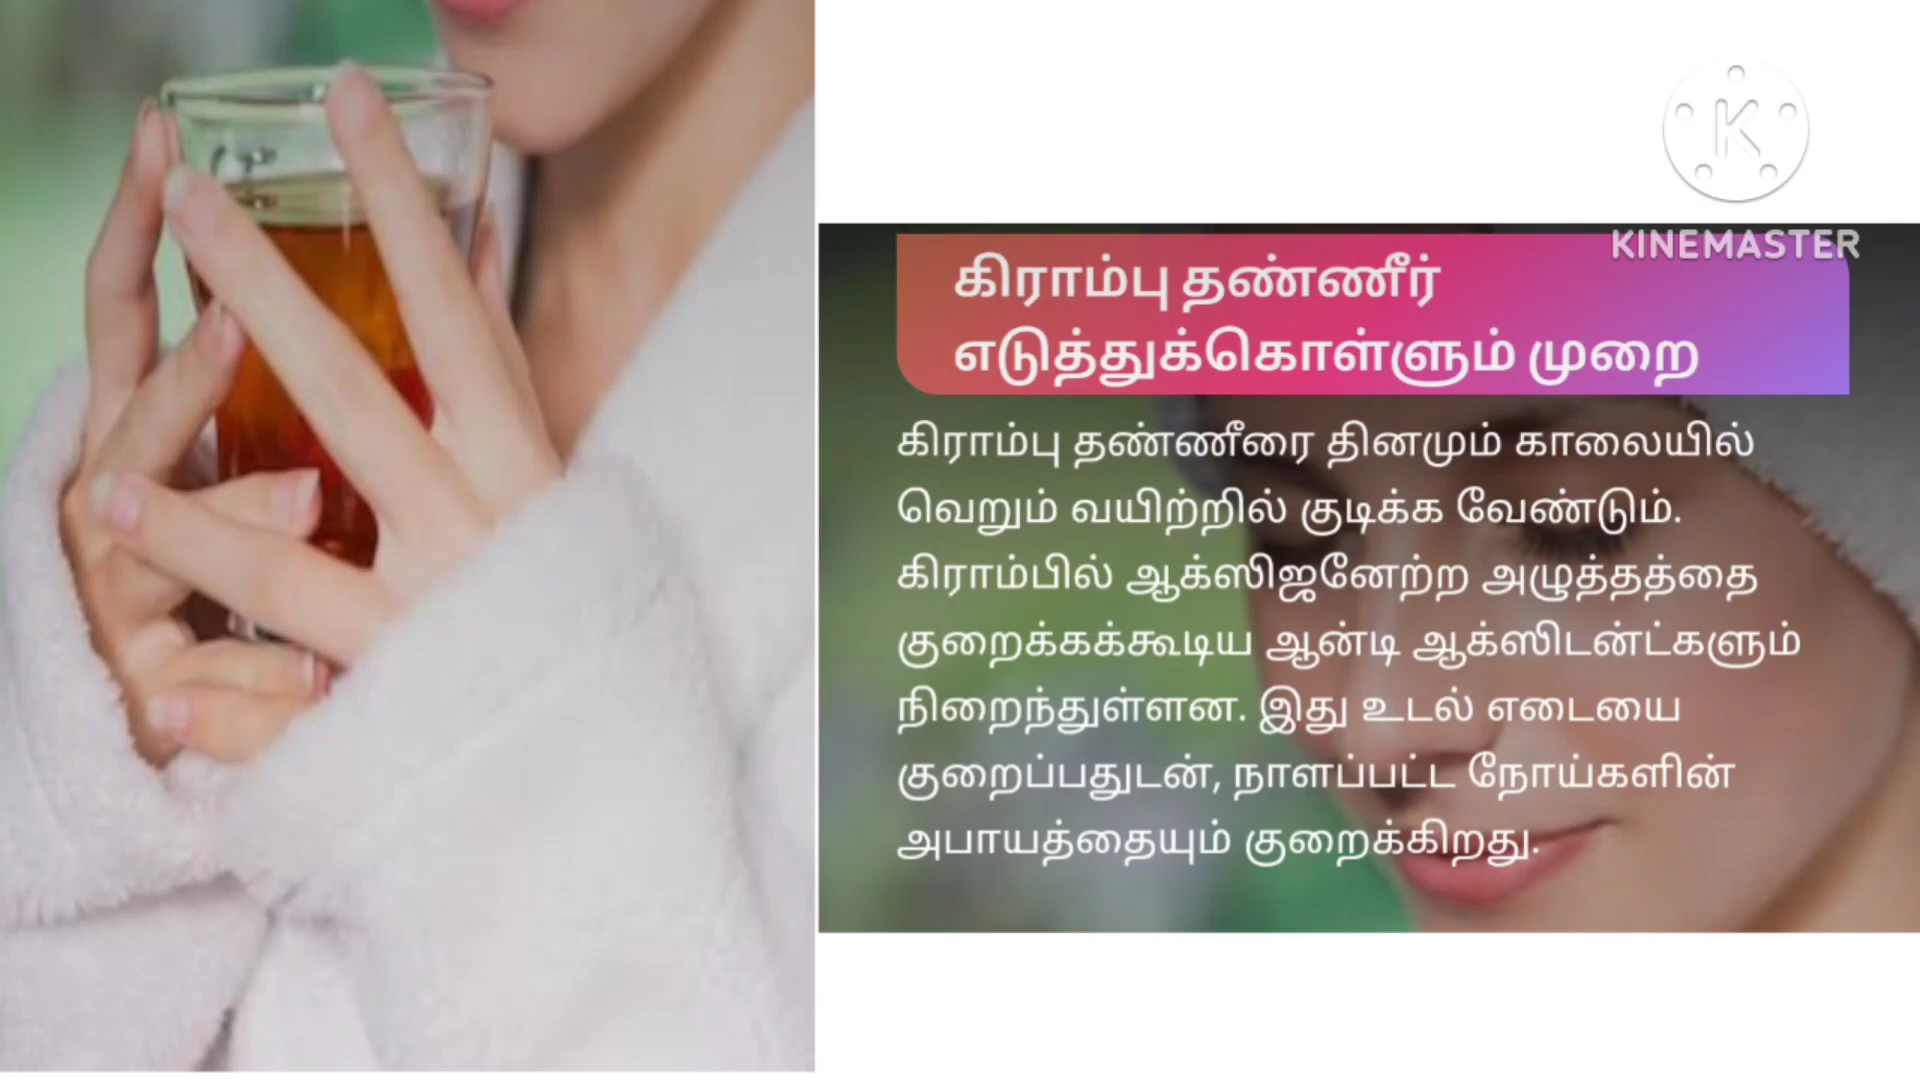 KINEMASTER
கிராம்பு தண்ணீர்
எடுத்துக்கொள்ளும் முறை
கிராம்பு தண்ணீரை தினமும் காலையில்
வெறும் வயிற்றில் குடிக்க வேண்டும்.
கிராம்பில் ஆக்ஸிஜனேற்ற அழுத்தத்தை
குறைக்கக்கூடிய ஆன்டி ஆக்ஸிடன்ட்களும்
நிறைந்துள்ளன. இது உடல் எடையை
குறைப்பதுடன், நாளப்பட்ட நோய்களின்
அபாயத்தையும் குறைக்கிறது.